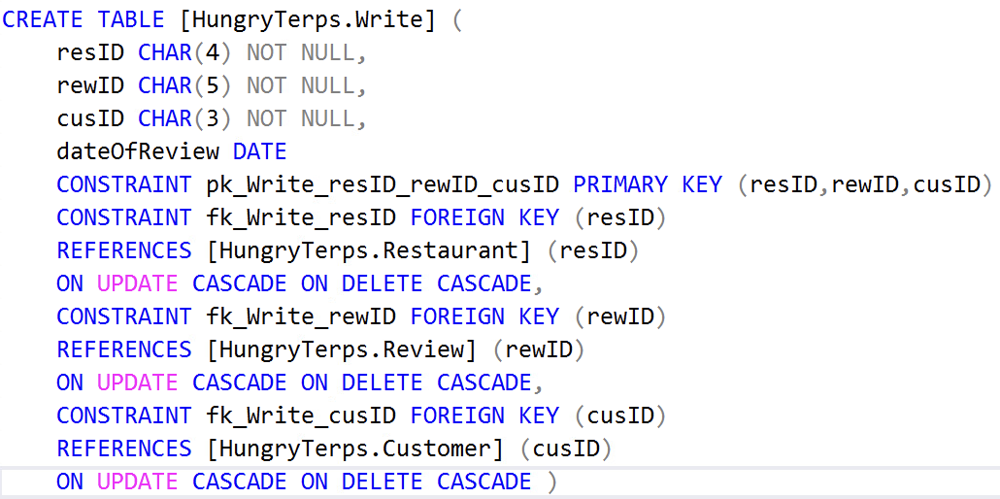 CREATE TABLE [HungryTerps.Write] (
resID CHAR(4) NOT NULL,
rewID CHAR(5) NOT NULL,
cusID CHAR(3) NOT NULL,
dateOfReview DATE
CONSTRAINT pk_Write_resID_rewID_cusID PRIMARY KEY (resID,rewID,cusID)
CONSTRAINT fk_Write_resID FOREIGN KEY (resID)
REFERENCES [HungryTerps.Restaurant] (resID)
ON UPDATE CASCADE ON DELETE CASCADE,
CONSTRAINT fk_Write_rewID FOREIGN KEY (rewID)
REFERENCES [HungryTerps.Review] (rewID)
ON UPDATE CASCADE ON DELETE CASCADE,
CONSTRAINT fk_Write_cusID FOREIGN KEY (cusID)
REFERENCES [HungryTerps.Customer] (cusID)
ON UPDATE CASCADE ON DELETE CASCADE )